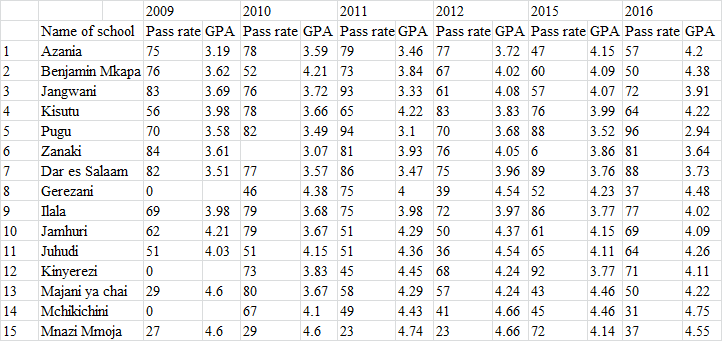 2009 2010 2011 2012 2015 2016
Name of school Pass rate GPA Pass rate GPA Pass rate GPA Pass rate GPA Pass rate GPA Pass rate GPA
1 Azania 75 3.19 78 3.59 79 3.46 77 3.72 47 4.15 57 4.2
2 Benjamin Mkapa 76 3.62 52 4.21 73 3.84 67 4.02 60 4.09 50 4.38
3 Jangwani 83 3.69 76 3.72 93 3.33 61 4.08 57 4.07 72 3.91
4 Kisutu 56 3.98 78 3.66 65 4.22 83 3.83 76 3.99 64 4.22
5 Pugu 70 3.58 82 3.49 94 3.1 70 3.68 88 3.52 96 2.94
6 Zanaki 84 3.61 3.07 81 3.93 76 4.05 6 3.86 81 3.64
7 Dar es Salaam 82 3.51 77 3.57 86 3.47 75 3.96 89 3.76 88 3.73
8 Gerezani 0 46 4.38 75 4 39 4.54 52 4.23 37 4.48
9 Ilala 69 3.98 79 3.68 75 3.98 72 3.97 86 3.77 77 4.02
10 Jamhuri 62 4.21 79 3.67 51 4.29 50 4.37 61 4.15 69 4.09
11 Juhudi 51 4.03 51 4.15 51 4.36 36 4.54 65 4.11 64 4.26
12 Kinyerezi 0 73 3.83 45 4.45 68 4.24 92 3.77 71 4.11
13 Majani ya chai 29 4.6 80 3.67 58 4.29 57 4.24 43 4.46 50 4.22
14 Mchikichini 0 67 4.1 49 4.43 41 4.66 45 4.46 31 4.75
15 Mnazi Mmoja 27 4.6 29 4.6 23 4.74 23 4.66 72 4.14 37 4.55